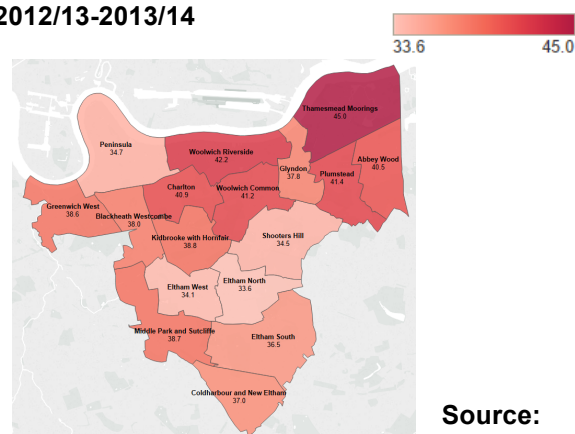 2012/13-2013/14
33.6 45.0
Thamesmead Moorings
45.0
Peninsula
34.7
Woolwich Riverside
42.2
Glyndon
37.8
Abbey Wood
40.5
Plumstead
41.4
Charlton
40.9
Woolwich Common
41.2
Greenwich West
38.6
Blackheath Westcombe
38.0
Kidbrooke with Hornfair
38.8
Shooters Hill
34.5
Eltham West
34.1
Eltham North
33.6
Middle Park and Sutcliffe
38.7
Eltham South
36.5
Coldharbour and New Eltham
37.0
Source: